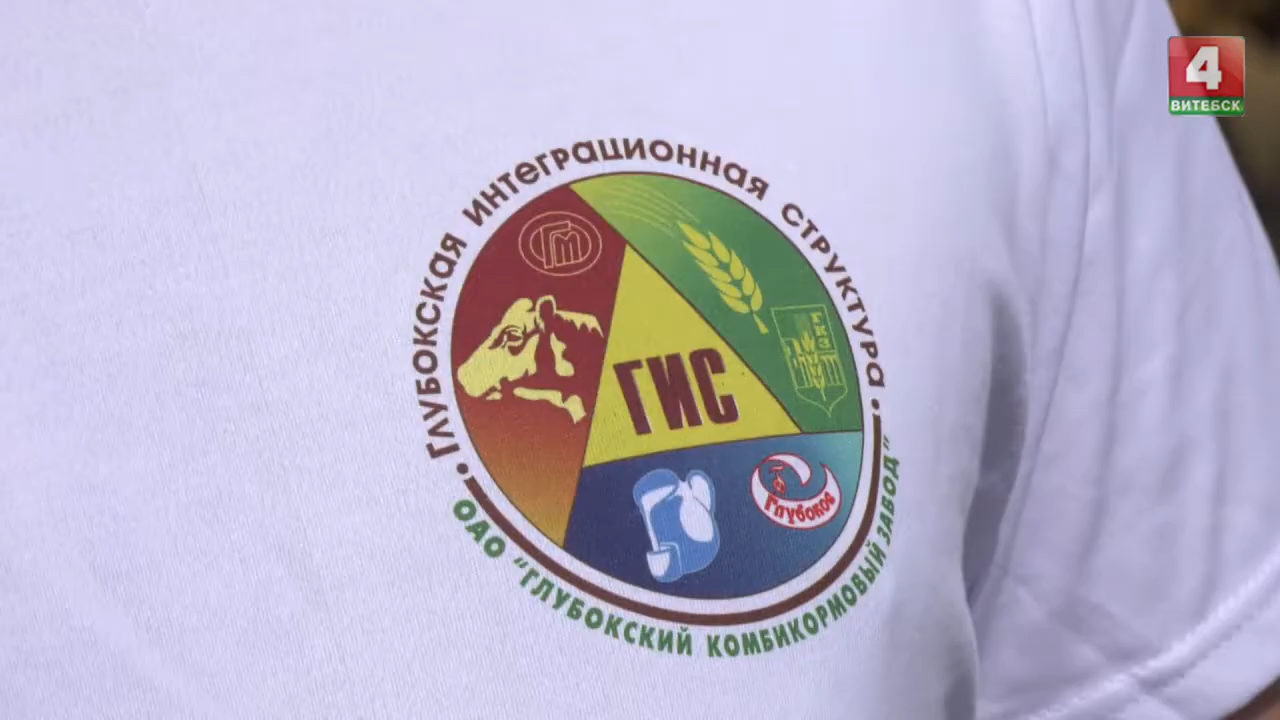 4
ВИТЕБСК
ГЛУБОКСКАЯ ИНТЕГРАЦИОННАЯ СТРУКТУРА
ГМ
ГКЗ
ГИС
Глубокое
ОАО "ГЛУБОКСКИЙ КОМБИКОРМОВЫЙ ЗАВОД"